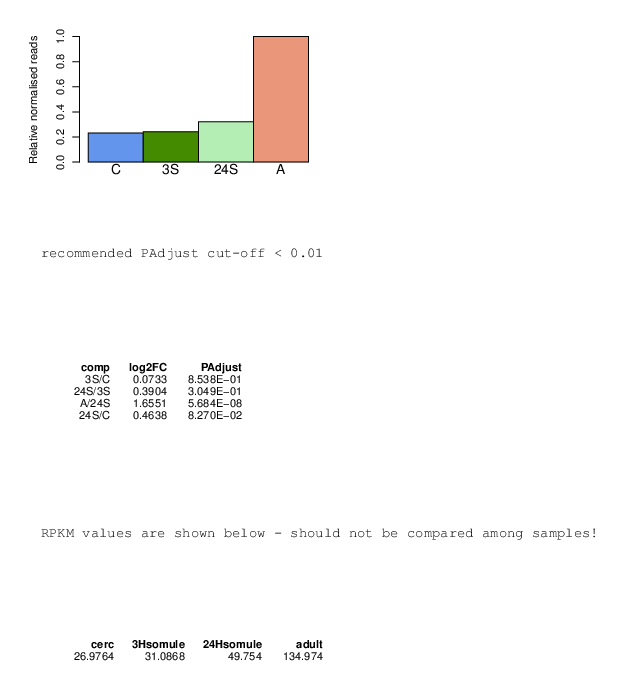 Relative normalised reads
1.0
0.8
0.6
0.4
0.2
0.0
C 3S 24S A
recommended PAdjust cut-off < 0.01
comp log2FC PAdjust
3S/C 0.0733 8.538E−01
24S/3S 0.3904 3.049E−01
A/24S 1.6551 5.684E−08
24S/C 0.4638 8.270E−02
RPKM values are shown below - should not be compared among samples!
cerc 3Hsomule 24Hsomule adult
26.9764 31.0868 49.754 134.974